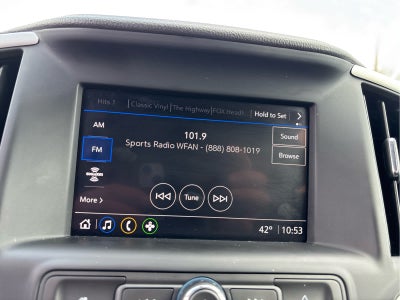 Hits 1 Classic Vinyl The Highway FOX Headl Hold to Set
AM
101.9
Sound
FM
Sports Radio WFAN - (888) 808-1019
Browse
More
Tune
42° 10:53